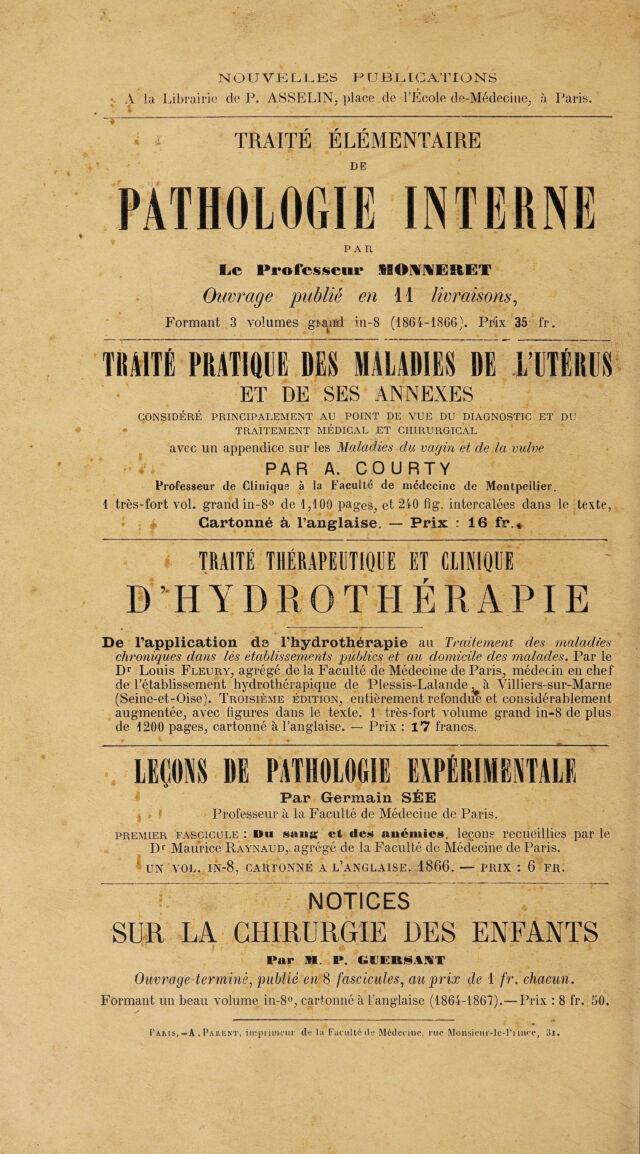 NOUVELLES PUBLICATIONS
A la Librairie de P. ASSELIN, place de l'École de-Médecine, à Paris.
TRAITÉ ÉLÉMENTAIRE
DE
PATHOLOGIE INTERNE
PAR
Le Professeur MONNERET
Ouvrage publié en 11 livraisons,
Formant 3 volumes grand in-8 (1864-1866). Prix 35 fr.
TRAITÉ PRATIQUE DES MALADIES DE L'UTÉRUS
ET DE SES ANNEXES
CONSIDÉRÉ PRINCIPALEMENT AU POINT DE VUE DU DIAGNOSTIC ET DU
TRAITEMENT MÉDICAL ET CHIRURGICAL
avec un appendice sur les Maladies du vagin et de la vulve
PAR A. COURTY
Professeur de Clinique à la Faculté de médecine de Montpellier.
1 très-fort vol. grand in-8º de 1,100 pages, et 240 fig. intercalées dans le texte,
Cartonné à l'anglaise. — Prix : 16 fr.
TRAITÉ THÉRAPEUTIQUE ET CLINIQUE
D'HYDROTHÉRAPIE
De l'application de l'hydrothérapie au Traitement des maladies
chroniques dans les établissements publics et au domicile des malades. Par le
Dr Louis FLEURY, agrégé de la Faculté de Médecine de Paris, médecin en chef
de l'établissement hydrothérapique de Plessis-Lalande, à Villiers-sur-Marne
(Seine-et-Oise). TROISIÈME ÉDITION, entièrement refondue et considérablement
augmentée, avec figures dans le texte. 1 très-fort volume grand in-8 de plus
de 1200 pages, cartonné à l'anglaise. — Prix : 17 francs.
LEÇONS DE PATHOLOGIE EXPÉRIMENTALE
Par Germain SÉE
Professeur à la Faculté de Médecine de Paris.
PREMIER FASCICULE : Du sang et des anémies, leçons recueillies par le
Dr Maurice RAYNAUD, agrégé de la Faculté de Médecine de Paris.
UN VOL. IN-8, CARTONNÉ A L'ANGLAISE. 1866. — PRIX : 6 FR.
NOTICES
SUR LA CHIRURGIE DES ENFANTS
Par M. P. GUERSANT
Ouvrage terminé, publié en 8 fascicules, au prix de 1 fr. chacun.
Formant un beau volume in-8º, cartonné à l'anglaise (1864-1867).—Prix : 8 fr. 50.
PARIS,—A. PARENT, imprimeur de la Faculté de Médecine, rue Monsieur-le-Prince, 31.